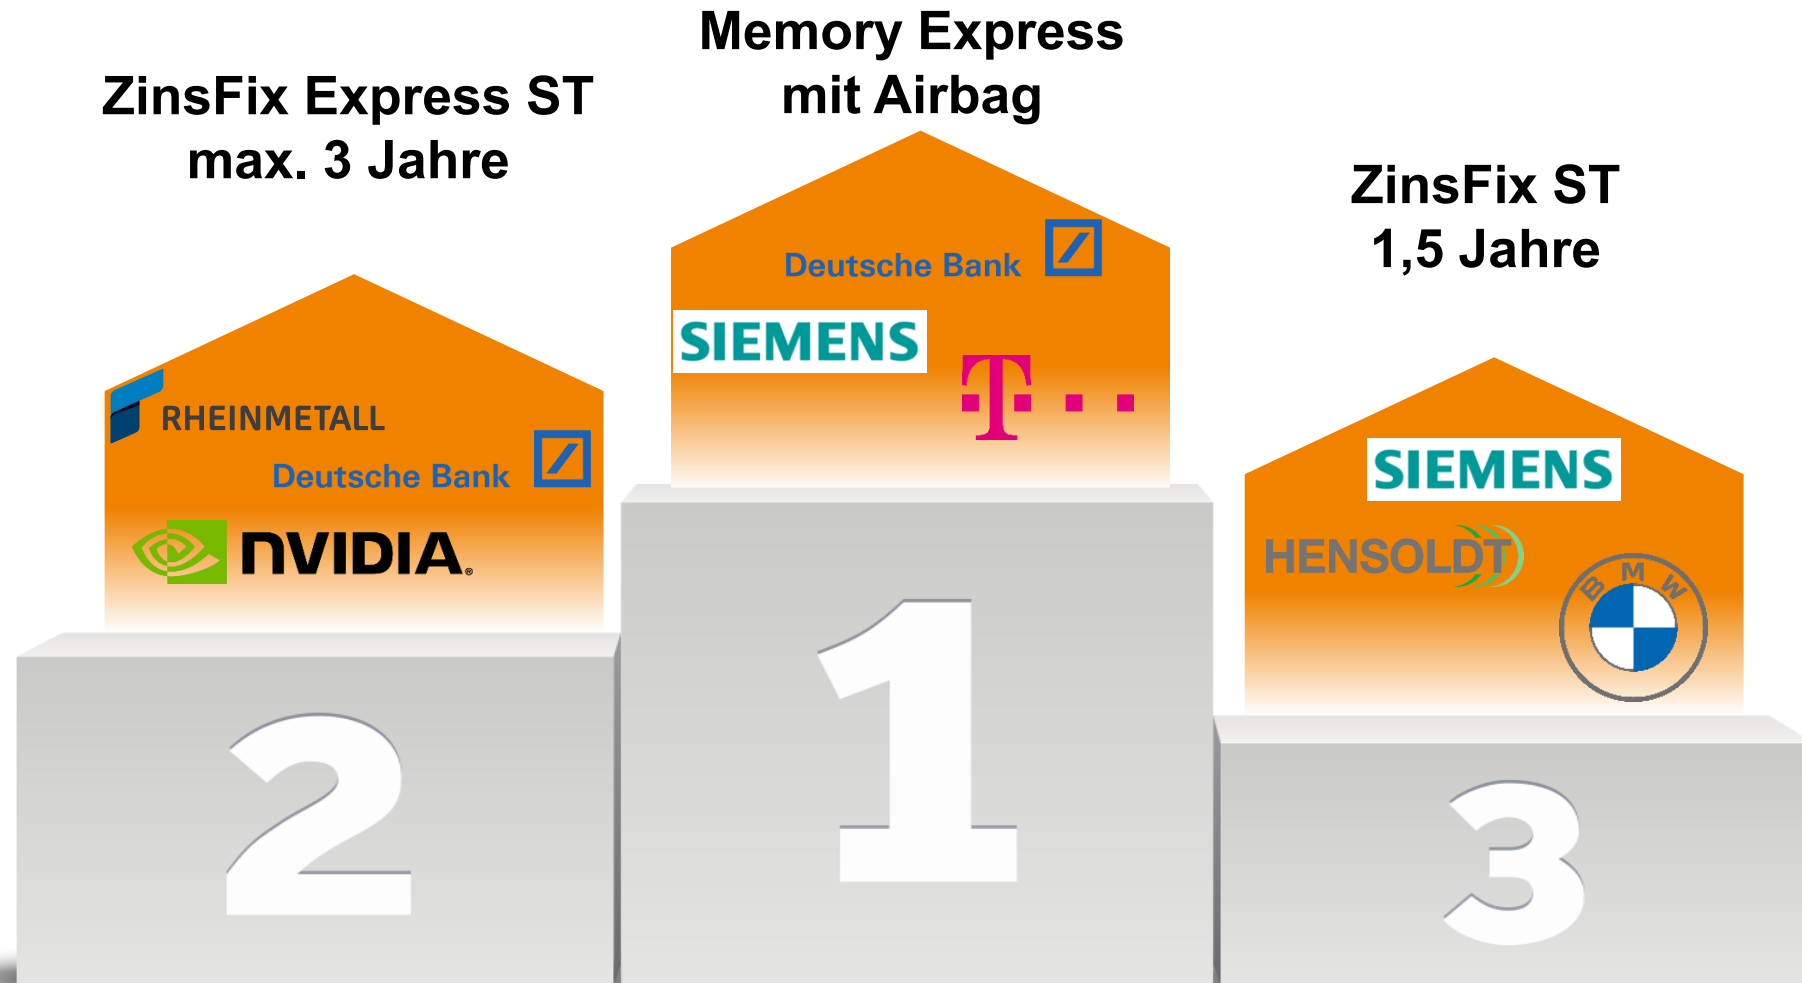 ZinsFix Express ST
max. 3 Jahre
RHEINMETALL
Deutsche Bank
NVIDIA.
2
Memory Express
mit Airbag
Deutsche Bank
SIEMENS
T
1
ZinsFix ST
1,5 Jahre
SIEMENS
HENSOLDT
BMW
3